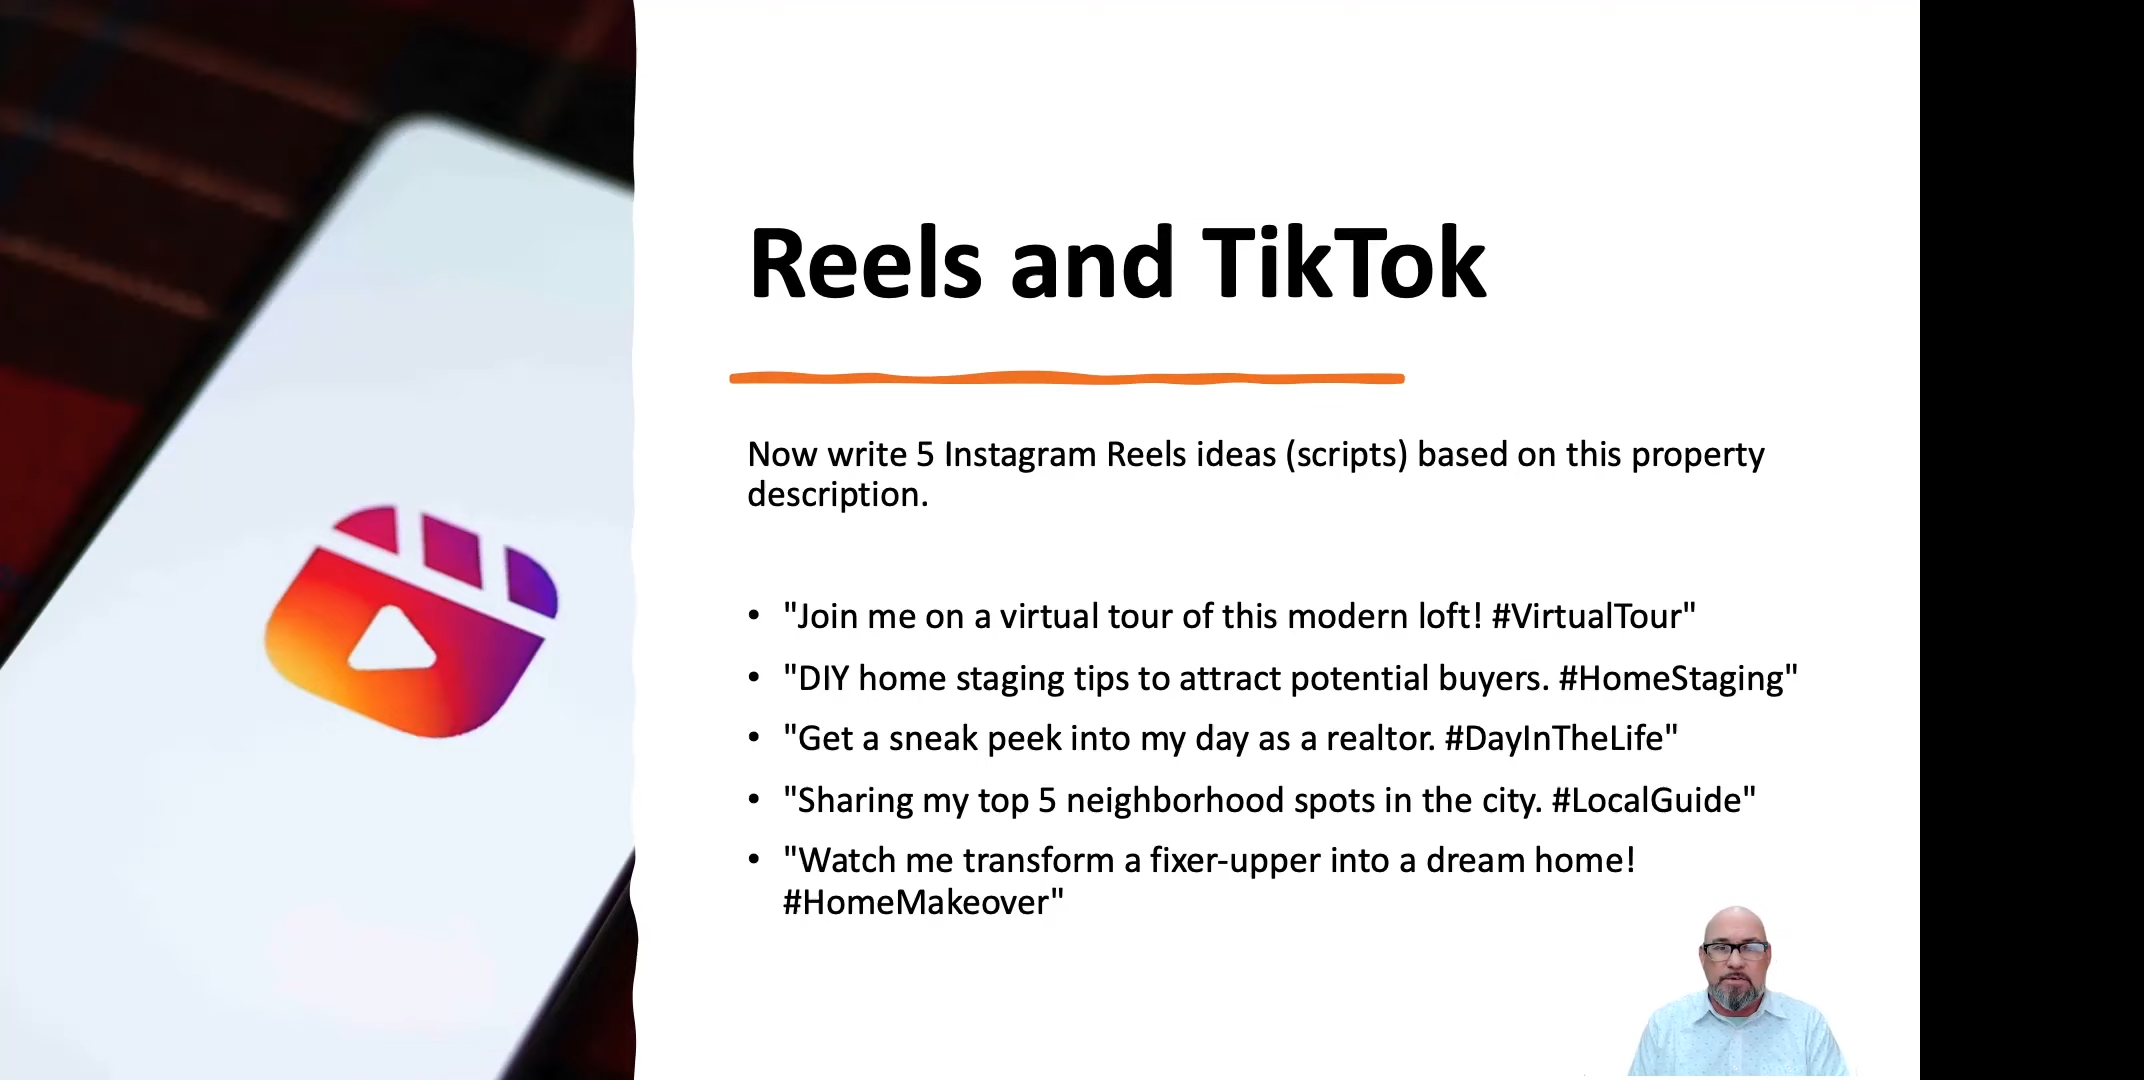 Reels and TikTok
Now write 5 Instagram Reels ideas (scripts) based on this property
description.
• "Join me on a virtual tour of this modern loft! #VirtualTour"
• "DIY home staging tips to attract potential buyers. #HomeStaging"
• "Get a sneak peek into my day as a realtor. #DayInTheLife"
• "Sharing my top 5 neighborhood spots in the city. #LocalGuide"
• "Watch me transform a fixer-upper into a dream home!
#HomeMakeover"